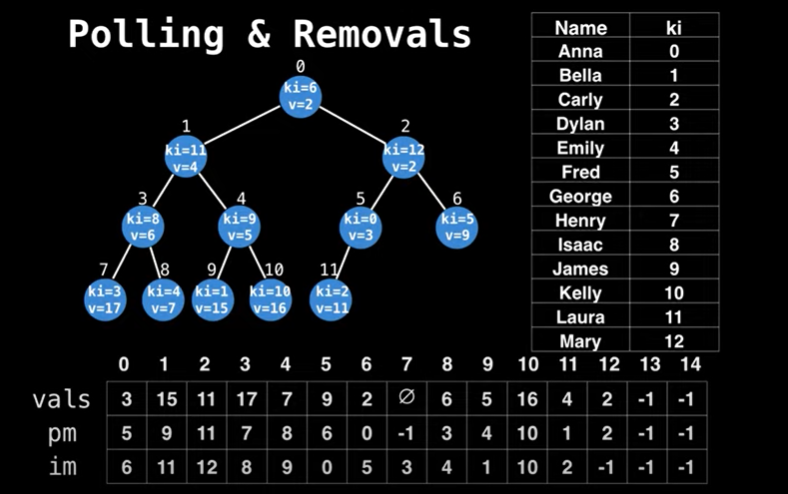 Polling & Removals
0
ki=6
v=2
1
2
ki=11
v=4
ki=12
v=2
3
4
5
6
ki=8
v=6
ki=9
v=5
ki=0
v=3
ki=5
v=9
7
8
9
10
11
ki=3
v=17
ki=4
v=7
ki=1
v=15
ki=10
v=16
ki=2
v=11
Name ki
Anna 0
Bella 1
Carly 2
Dylan 3
Emily 4
Fred 5
George 6
Henry 7
Isaac 8
James 9
Kelly 10
Laura 11
Mary 12
0 1 2 3 4 5 6 7 8 9 10 11 12 13 14
vals 3 15 11 17 7 9 2 ∅ 6 5 16 4 2 -1 -1
pm 5 9 11 7 8 6 0 -1 3 4 10 1 2 -1 -1
im 6 11 12 8 9 0 5 3 4 1 10 2 -1 -1 -1